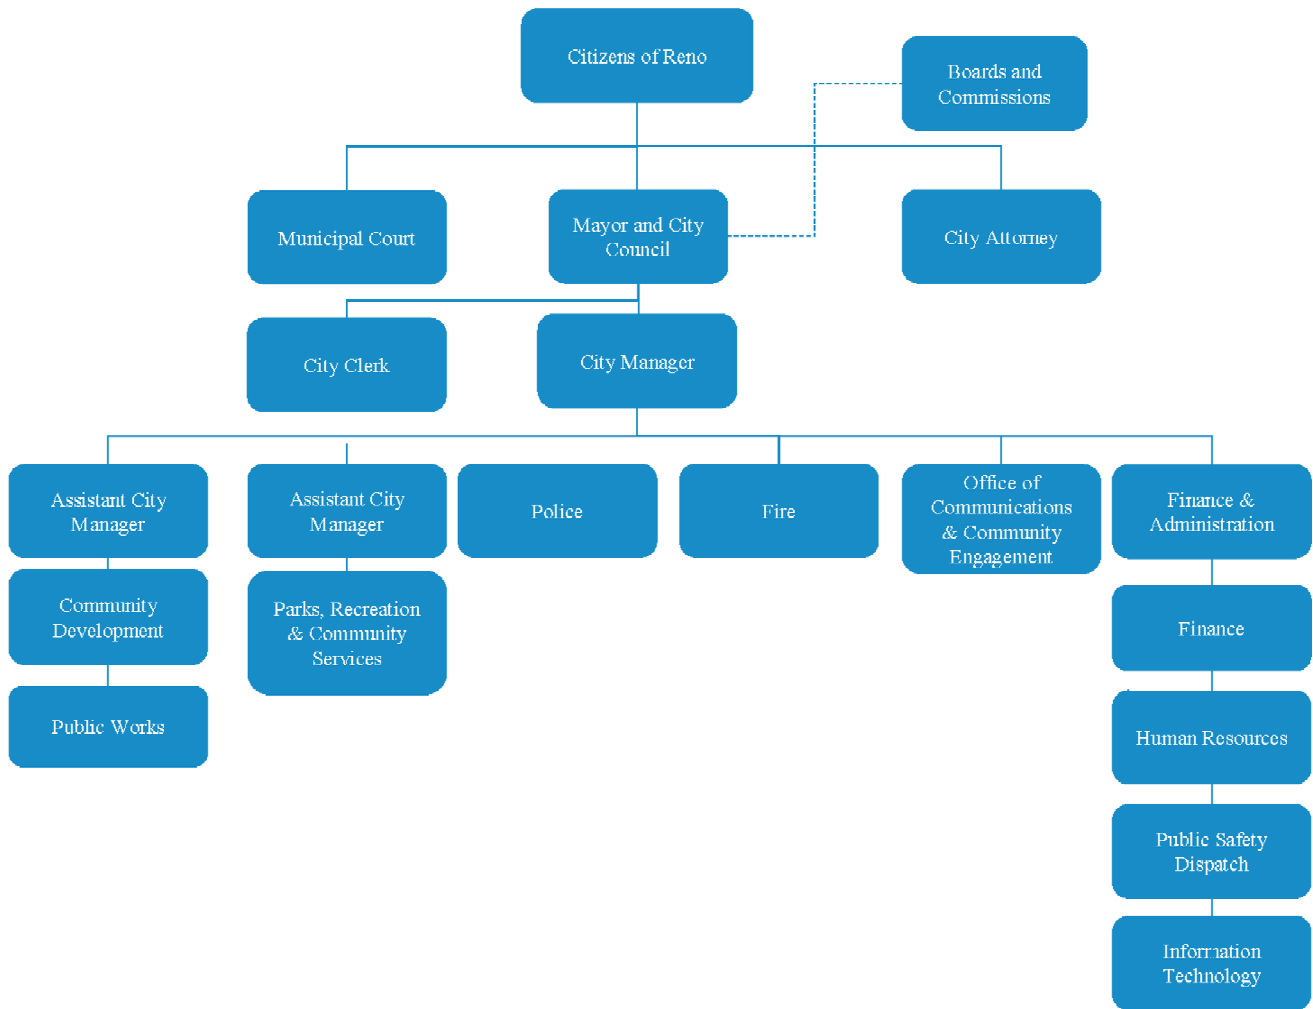 Citizens of Reno
Boards and
Commissions
Municipal Court
Mayor and City
Council
City Attorney
City Clerk
City Manager
Assistant City
Manager
Assistant City
Manager
Police
Fire
Office of
Communications
& Community
Engagement
Finance &
Administration
Community
Development
Parks, Recreation
& Community
Services
Finance
Public Works
Human Resources
Public Safety
Dispatch
Information
Technology